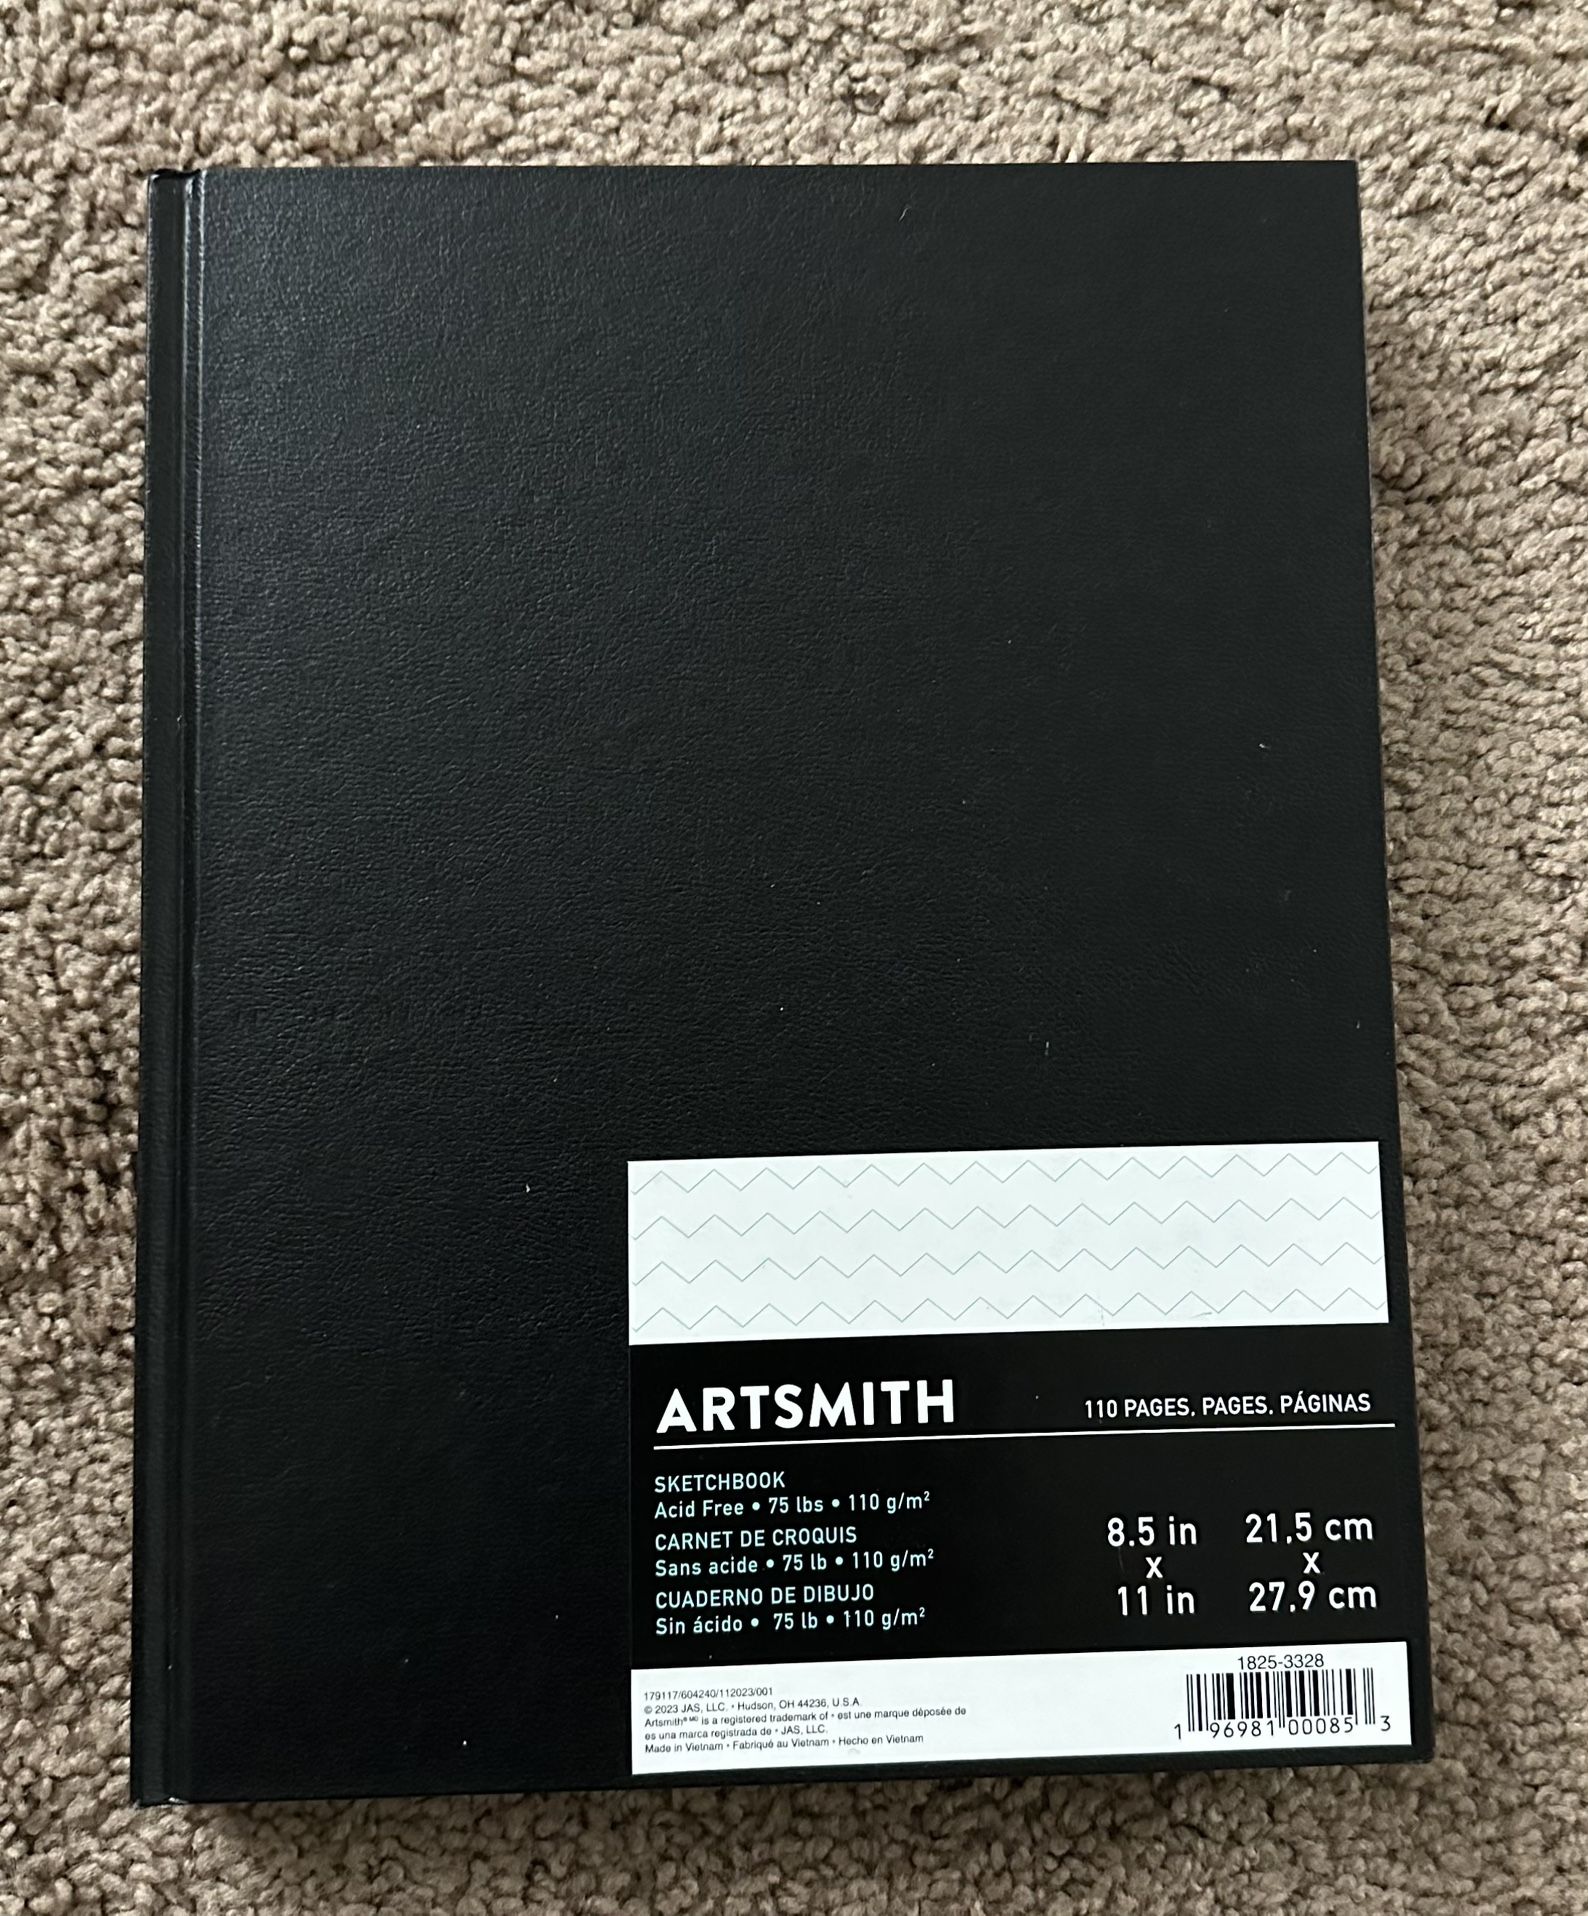 ARTSMITH
110 PAGES. PAGES. PÁGINAS
SKETCHBOOK
Acid Free • 75 lbs • 110 g/m²
CARNET DE CROQUIS
Sans acide • 75 lb • 110 g/m²
CUADERNO DE DIBUJO
Sin ácido • 75 lb • 110 g/m²
8.5 in 21,5 cm
x x
11 in 27,9 cm
179117/604240/112023/001
© 2023 JAS, LLC. • Hudson, OH 44236, U.S.A.
Artsmith® MD is a registered trademark of • est une marque déposée de
es una marca registrada de • JAS, LLC.
Made in Vietnam • Fabriqué au Vietnam • Hecho en Vietnam
1825-3328
1 96981 00085 3